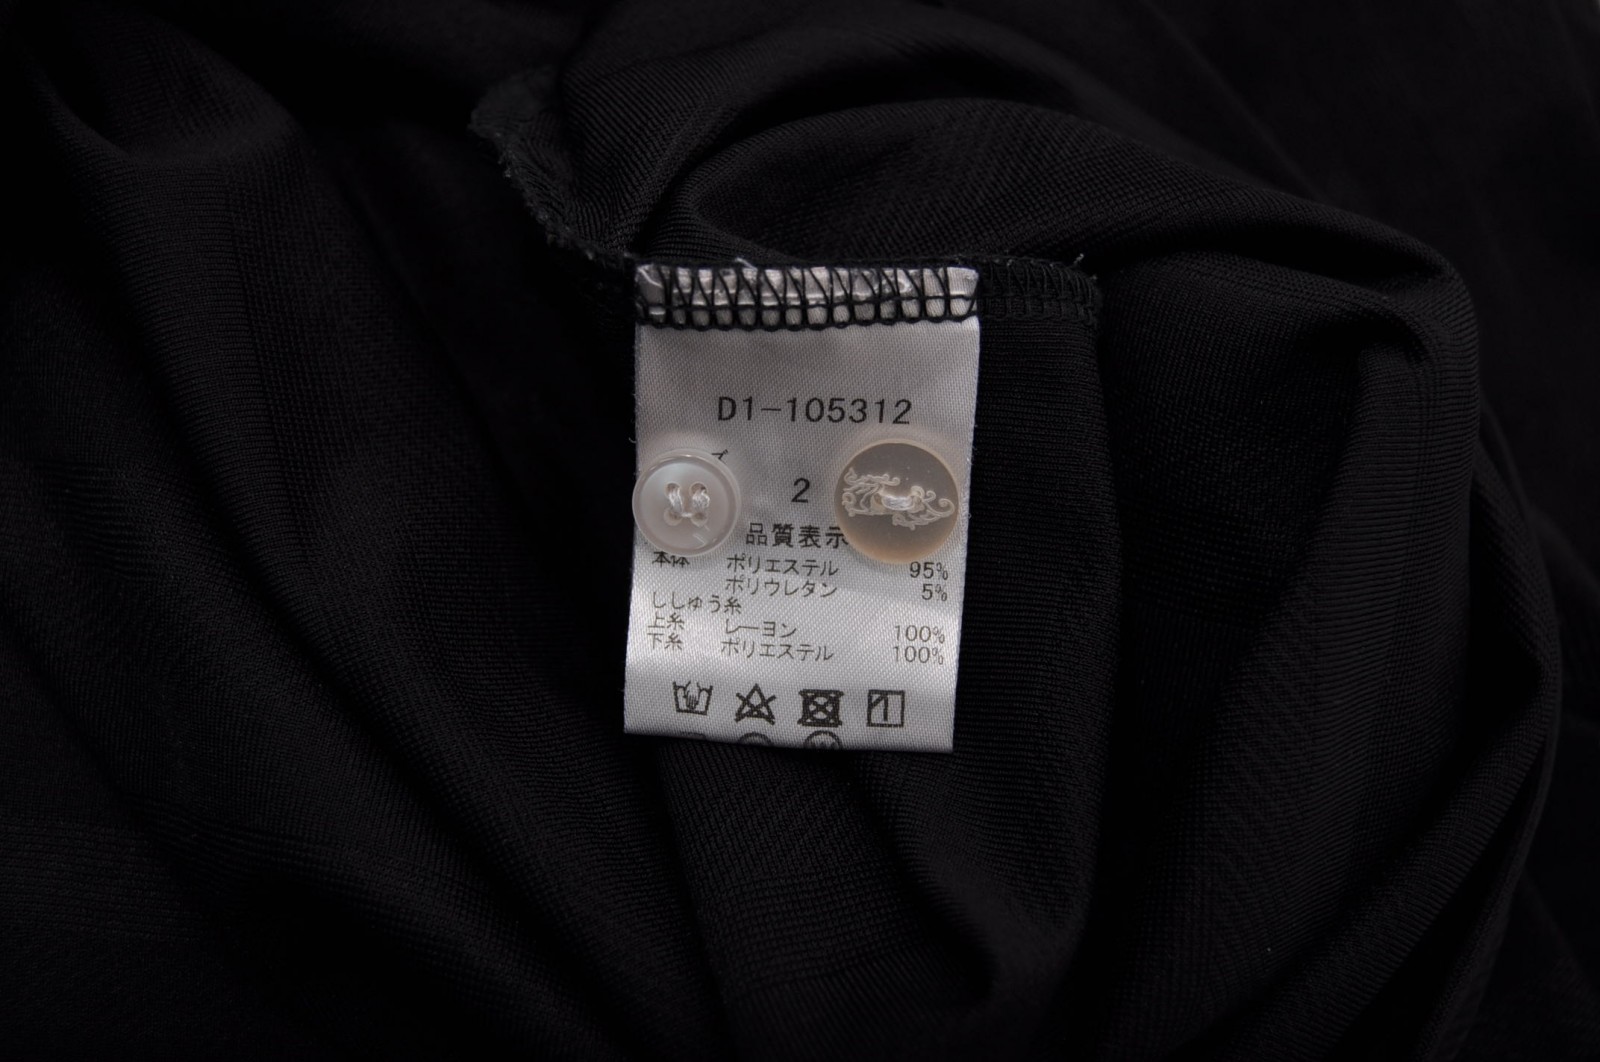 D1-105312
2
品質表示
本体 ポリエステル 95%
ポリウレタン 5%
ししゅう糸
上糸 レーヨン 100%
下糸 ポリエステル 100%